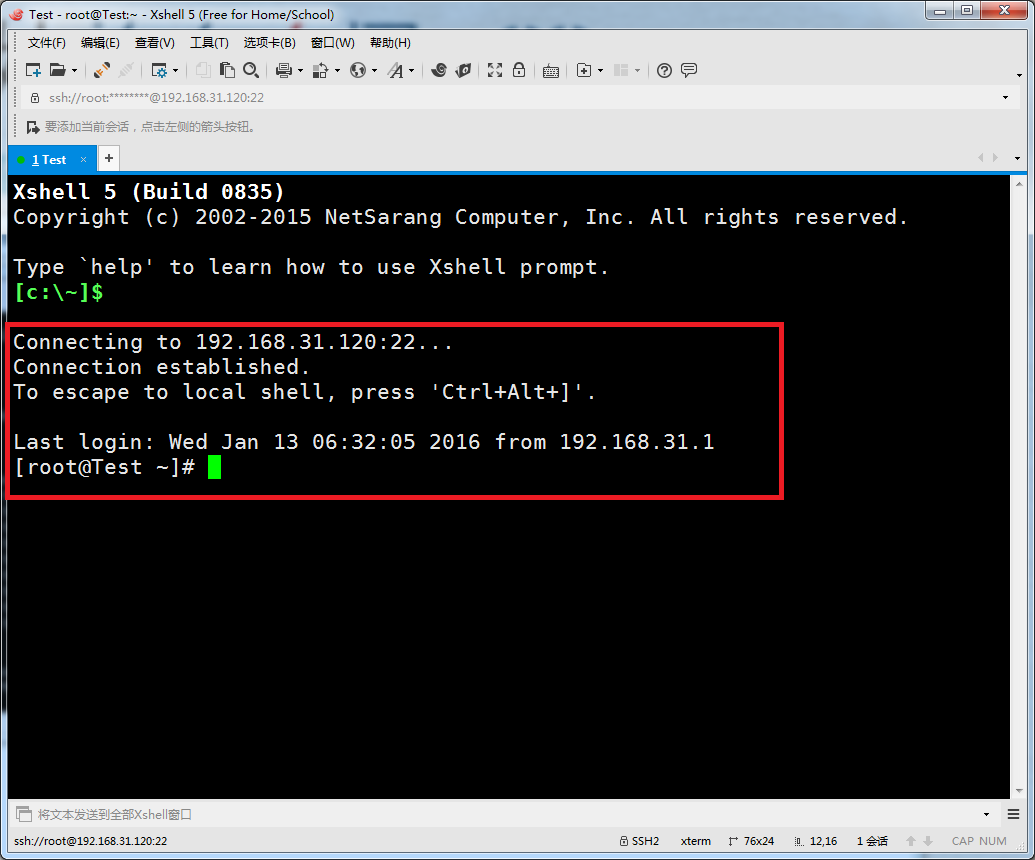 Test - root@Test:~ - Xshell 5 (Free for Home/School)
文件(F) 编辑(E) 查看(V) 工具(T) 选项卡(B) 窗口(W) 帮助(H)
ssh://root:********@192.168.31.120:22
要添加当前会话，点击左侧的箭头按钮。
1 Test × +
Xshell 5 (Build 0835)
Copyright (c) 2002-2015 NetSarang Computer, Inc. All rights reserved.
Type `help' to learn how to use Xshell prompt.
[c:\~]$
Connecting to 192.168.31.120:22...
Connection established.
To escape to local shell, press 'Ctrl+Alt+]'.
Last login: Wed Jan 13 06:32:05 2016 from 192.168.31.1
[root@Test ~]#
将文本发送到全部Xshell窗口
ssh://root@192.168.31.120:22 SSH2 xterm 76x24 12,16 1 会话 CAP NUM